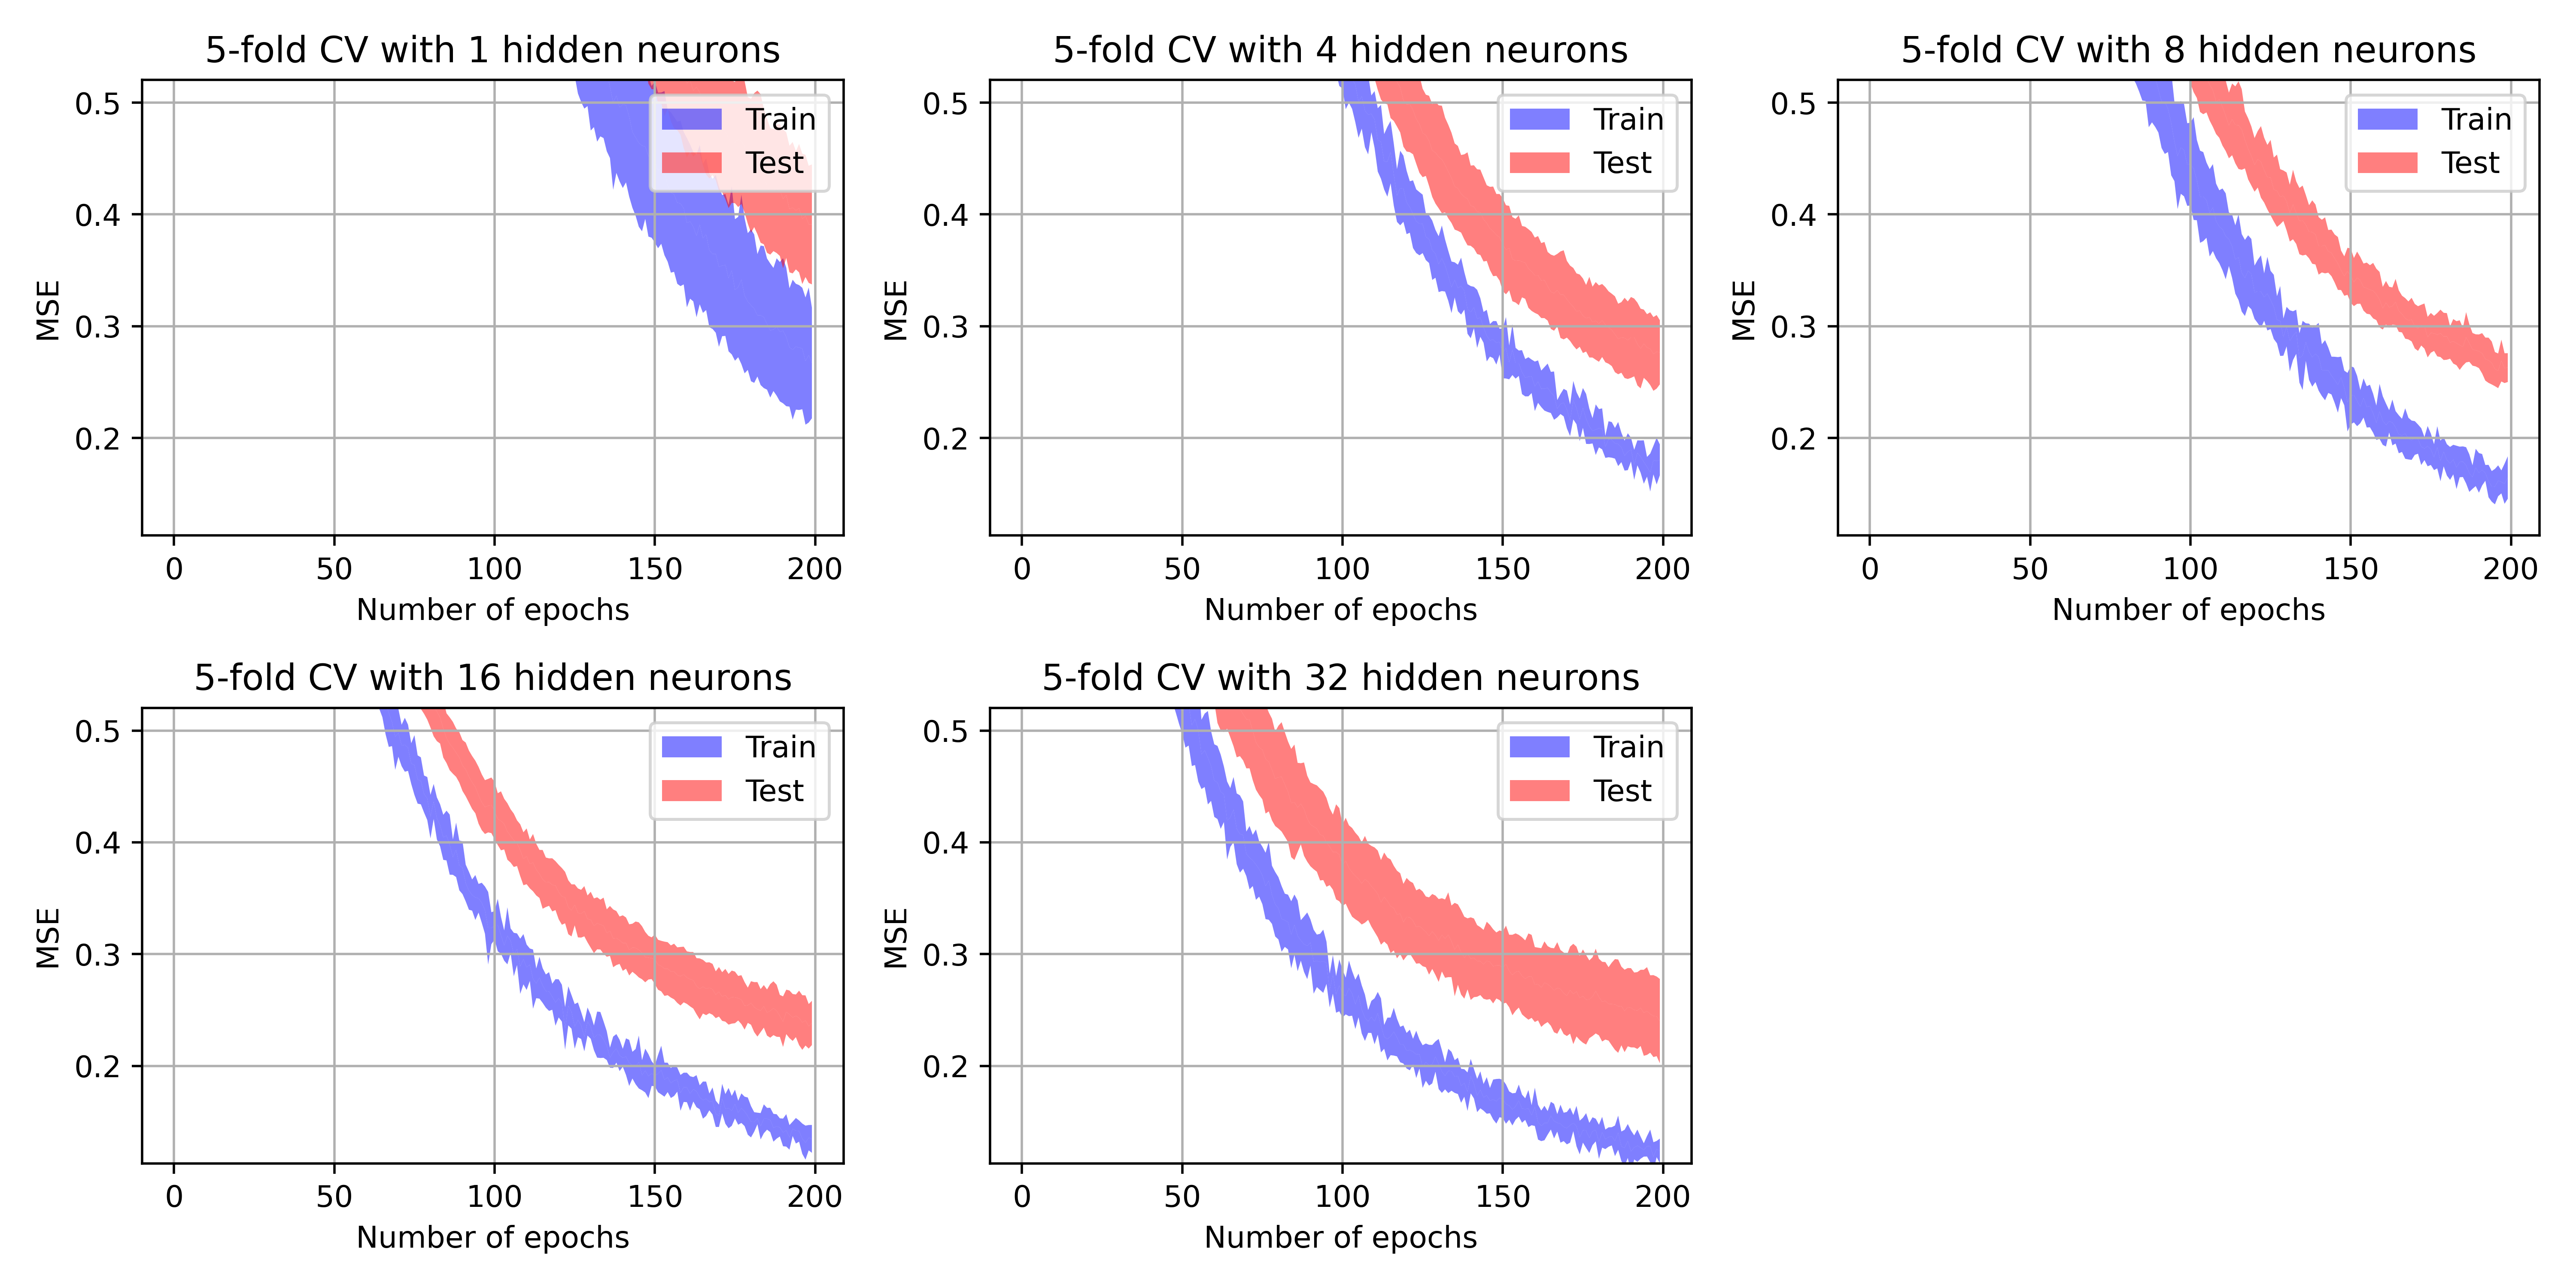 5-fold CV with 1 hidden neurons
0.5
0.4
0.3
0.2
MSE
Train
Test
0 50 100 150 200
Number of epochs
5-fold CV with 4 hidden neurons
0.5
0.4
0.3
0.2
MSE
Train
Test
0 50 100 150 200
Number of epochs
5-fold CV with 8 hidden neurons
0.5
0.4
0.3
0.2
MSE
Train
Test
0 50 100 150 200
Number of epochs
5-fold CV with 16 hidden neurons
0.5
0.4
0.3
0.2
MSE
Train
Test
0 50 100 150 200
Number of epochs
5-fold CV with 32 hidden neurons
0.5
0.4
0.3
0.2
MSE
Train
Test
0 50 100 150 200
Number of epochs